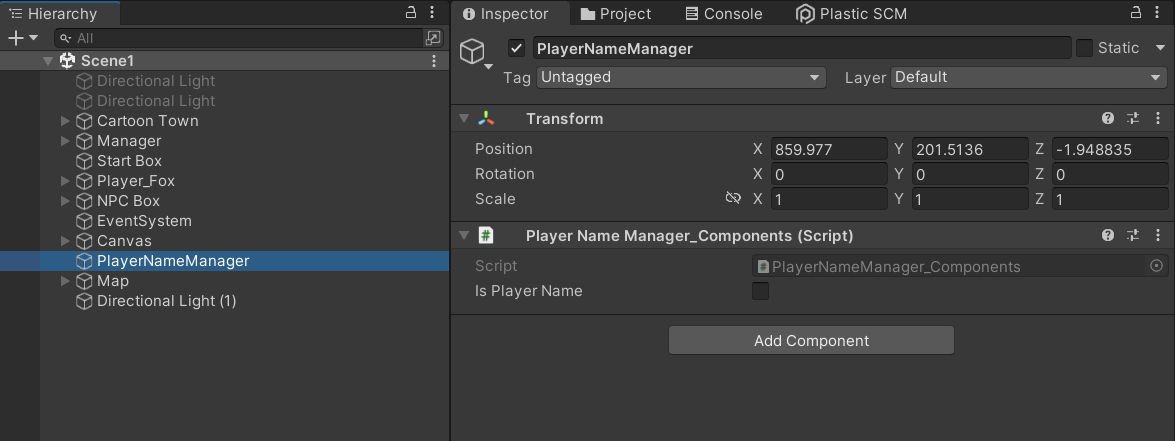 Hierarchy
All
Scene1
Directional Light
Directional Light
Cartoon Town
Manager
Start Box
Player_Fox
NPC Box
EventSystem
Canvas
PlayerNameManager
Map
Directional Light (1)
Inspector Project Console Plastic SCM
PlayerNameManager Static
Tag Untagged Layer Default
Transform
Position X 859.977 Y 201.5136 Z -1.948835
Rotation X 0 Y 0 Z 0
Scale X 1 Y 1 Z 1
Player Name Manager_Components (Script)
Script PlayerNameManager_Components
Is Player Name
Add Component